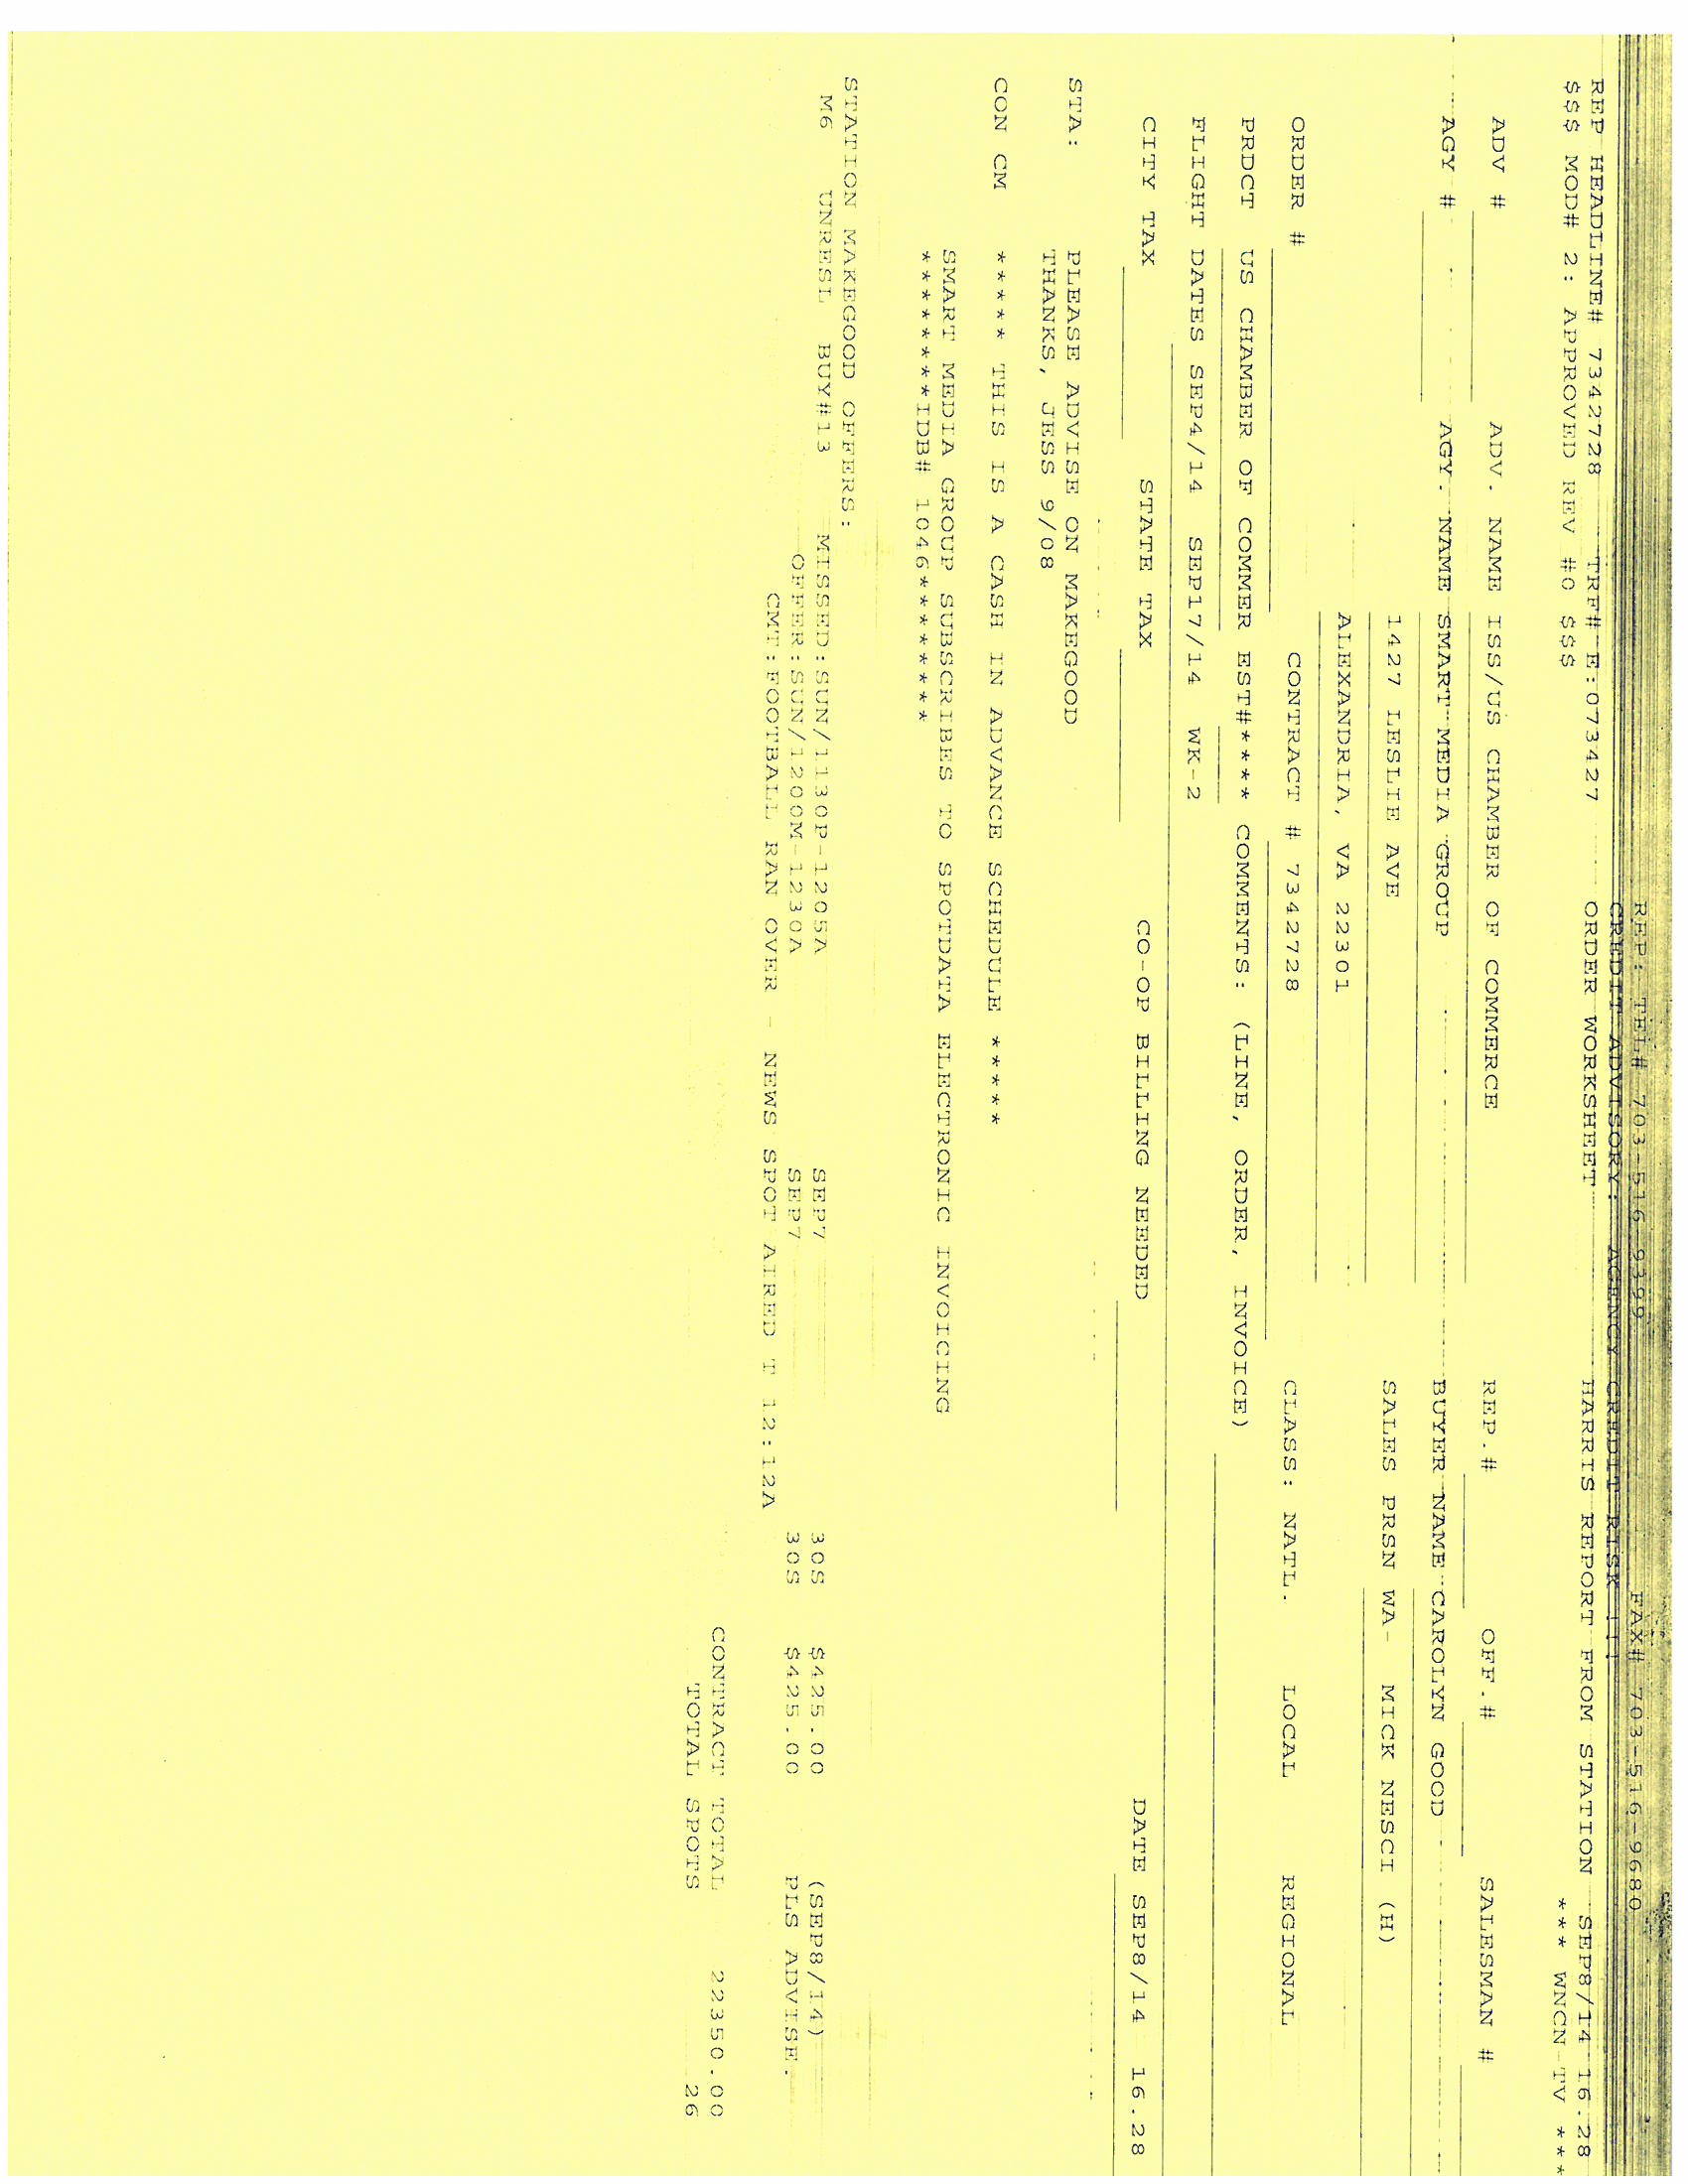 REP: TEL# 703-516-9399 FAX# 703-516-9680
CREDIT ADVISORY: AGENCY CREDIT RISK
REP HEADLINE# 7342728 TRF# E:073427 ORDER WORKSHEET HARRIS REPORT FROM STATION SEP8/14 16.28
$$$ MOD# 2: APPROVED REV #0 $$$ *** WNCN-TV ***
ADV # ADV. NAME ISS/US CHAMBER OF COMMERCE REP.# OFF.# SALESMAN #
AGY # AGY. NAME SMART MEDIA GROUP BUYER NAME CAROLYN GOOD
1427 LESLIE AVE SALES PRSN WA- MICK NESCI (H)
ALEXANDRIA, VA 22301
ORDER # CONTRACT # 7342728 CLASS: NATL. LOCAL REGIONAL
PRDCT US CHAMBER OF COMMER EST#**** COMMENTS: (LINE, ORDER, INVOICE)
FLIGHT DATES SEP4/14 SEP17/14 WK-2
CITY TAX STATE TAX CO-OP BILLING NEEDED DATE SEP8/14 16.28
STA: PLEASE ADVISE ON MAKEGOOD
THANKS, JESS 9/08
CON CM ***** THIS IS A CASH IN ADVANCE SCHEDULE *****
SMART MEDIA GROUP SUBSCRIBES TO SPOTDATA ELECTRONIC INVOICING
********IDB# 1046*********
STATION MAKEGOOD OFFERS:
M6 UNRESL BUY#13 MISSED:SUN/1130P-1205A SEP7 30S $425.00 (SEP8/14)
OFFER:SUN/1200M-1230A SEP7 30S $425.00 PLS ADVISE.
CMT:FOOTBALL RAN OVER - NEWS SPOT AIRED T 12:12A
CONTRACT TOTAL 22350.00
TOTAL SPOTS 26